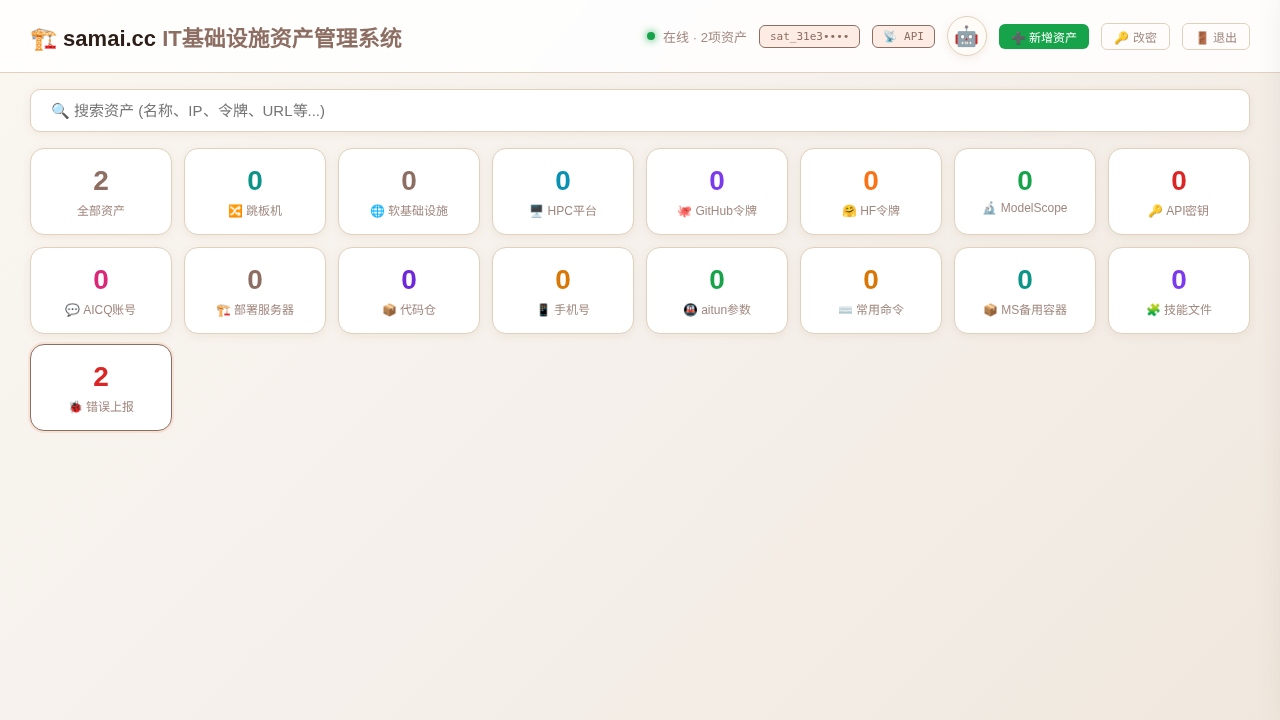 samai.cc IT基础设施资产管理系统
在线 · 2项资产
sat_31e3••••
API
新增资产
改密
退出
搜索资产 (名称、IP、令牌、URL等...)
2
全部资产
0
跳板机
0
软基础设施
0
HPC平台
0
GitHub令牌
0
HF令牌
0
ModelScope
0
API密钥
0
AICQ账号
0
部署服务器
0
代码仓
0
手机号
0
aitun参数
0
常用命令
0
MS备用容器
0
技能文件
2
错误上报